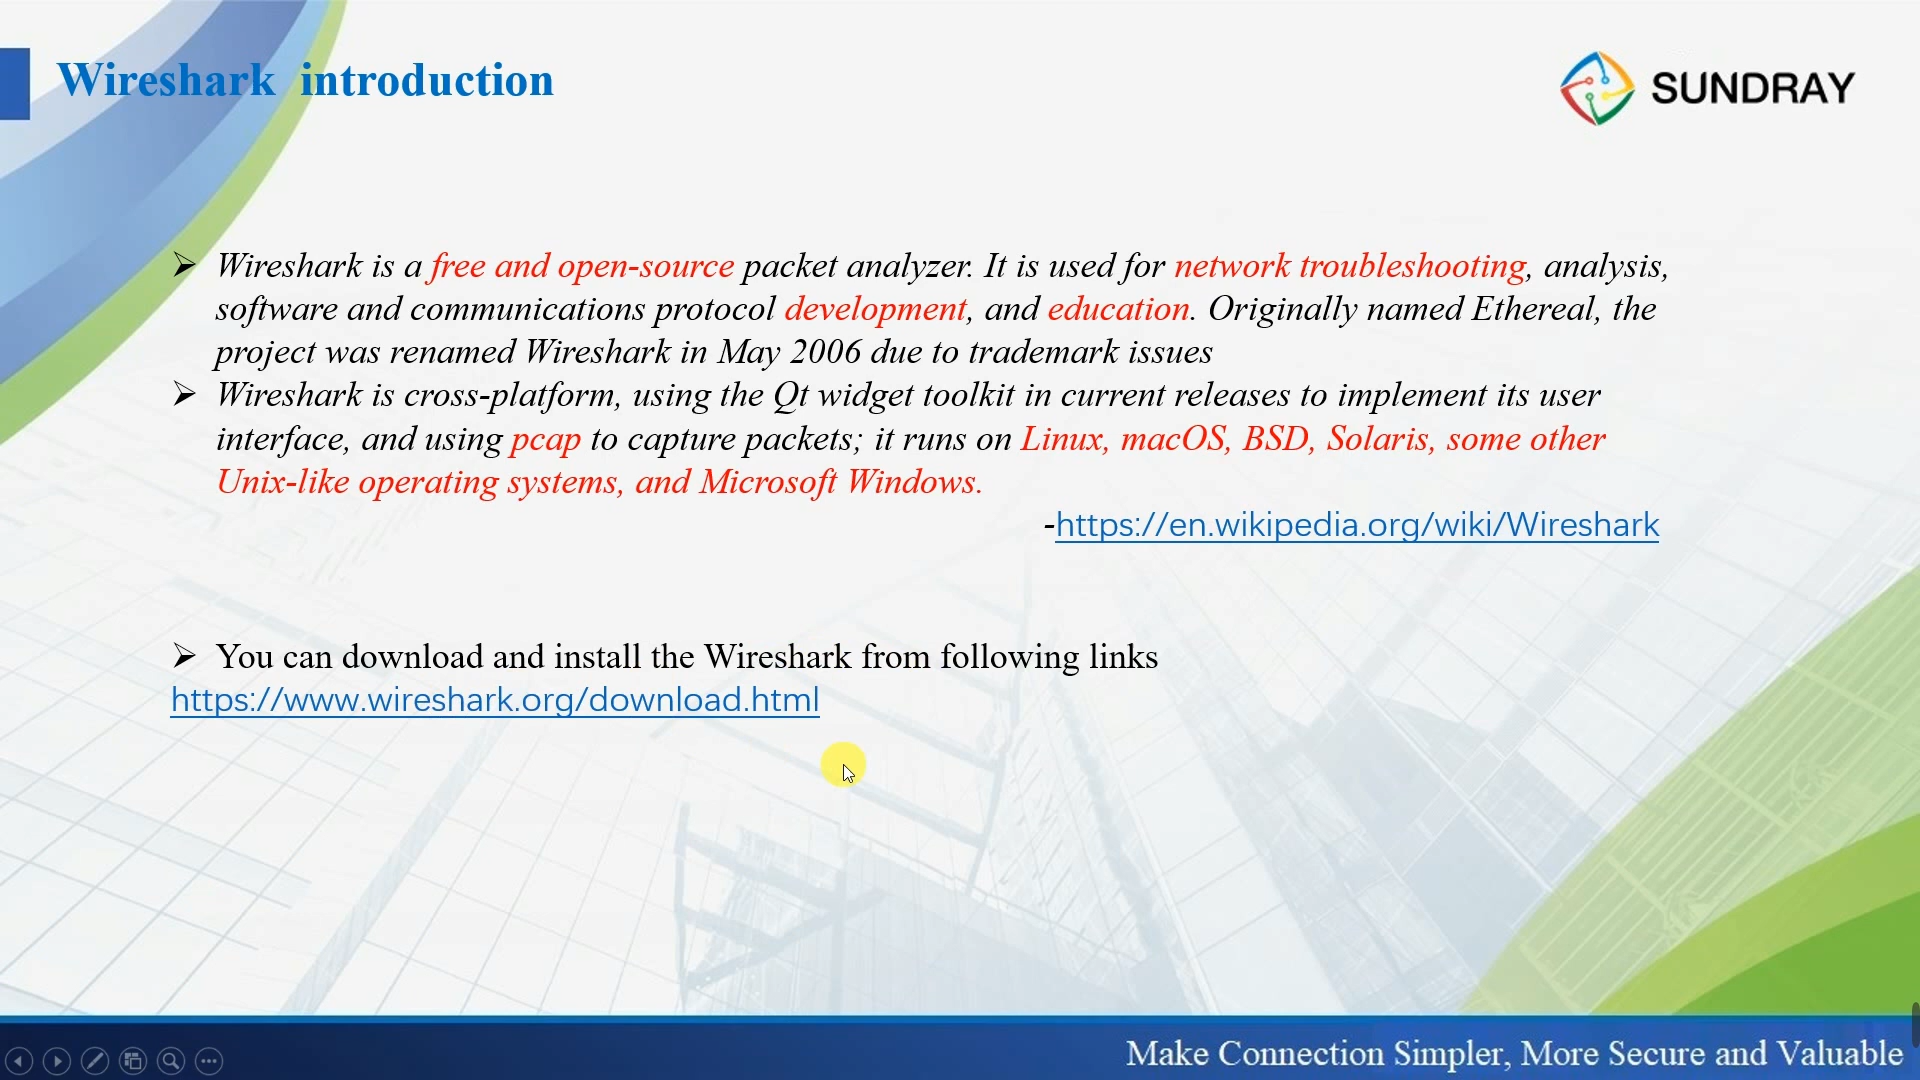 Wireshark introduction
SUNDRAY
➢ Wireshark is a free and open-source packet analyzer. It is used for network troubleshooting, analysis,
software and communications protocol development, and education. Originally named Ethereal, the
project was renamed Wireshark in May 2006 due to trademark issues
➢ Wireshark is cross-platform, using the Qt widget toolkit in current releases to implement its user
interface, and using pcap to capture packets; it runs on Linux, macOS, BSD, Solaris, some other
Unix-like operating systems, and Microsoft Windows.
-https://en.wikipedia.org/wiki/Wireshark
➢ You can download and install the Wireshark from following links
https://www.wireshark.org/download.html
Make Connection Simpler, More Secure and Valuable